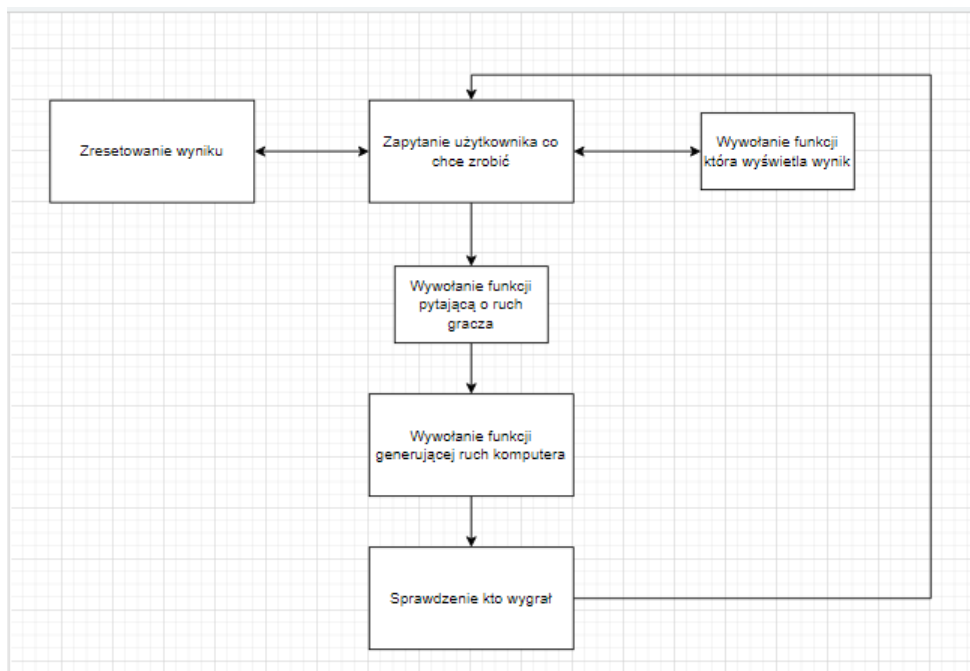 Zresetowanie wyniku
Zapytanie użytkownika co
chce zrobić
Wywołanie funkcji
która wyświetla wynik
Wywołanie funkcji
pytającą o ruch
gracza
Wywołanie funkcji
generującej ruch komputera
Sprawdzenie kto wygrał